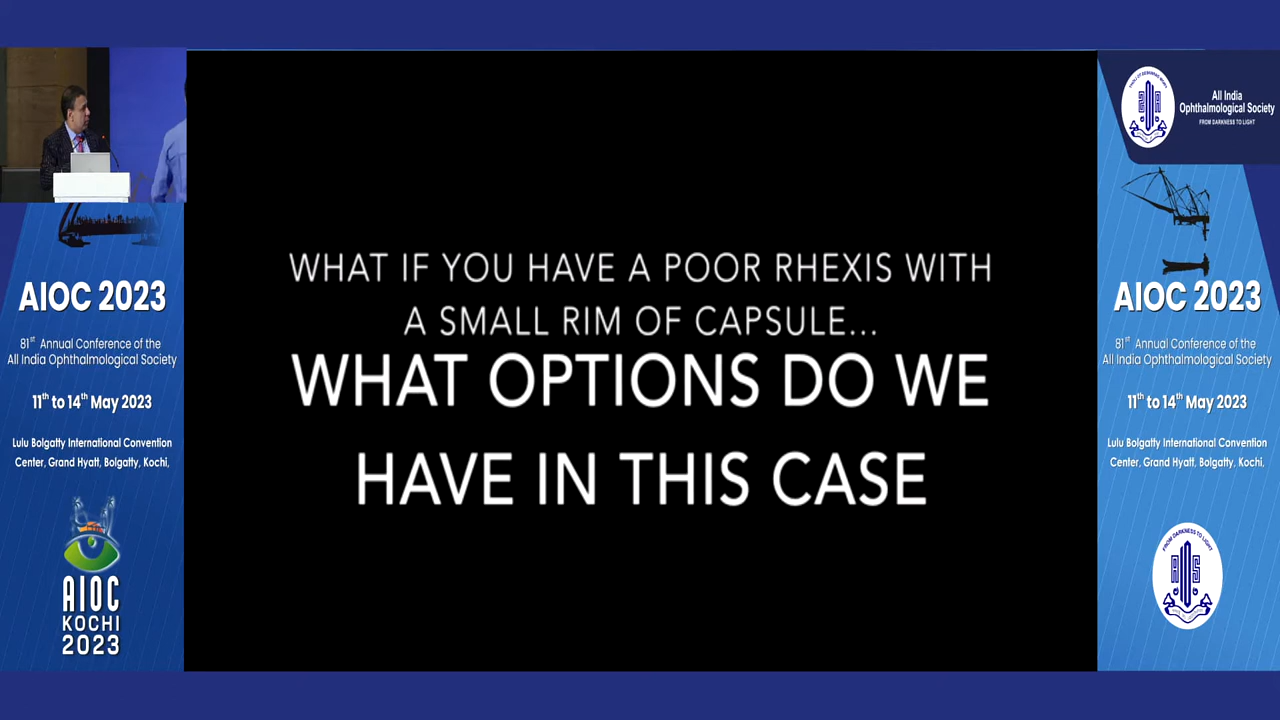 WHAT IF YOU HAVE A POOR RHEXIS WITH
A SMALL RIM OF CAPSULE...
WHAT OPTIONS DO WE
HAVE IN THIS CASE
AIOC 2023
81st Annual Conference of the
All India Ophthalmological Society
11th to 14th May 2023
Lulu Bolgatty International Convention
Center, Grand Hyatt, Bolgatty, Kochi,
AIOC
KOCHI
2023
All India
Ophthalmological Society
FROM DARKNESS TO LIGHT
AIOC 2023
81st Annual Conference of the
All India Ophthalmological Society
11th to 14th May 2023
Lulu Bolgatty International Convention
Center, Grand Hyatt, Bolgatty, Kochi,
FROM DARKNESS TO LIGHT